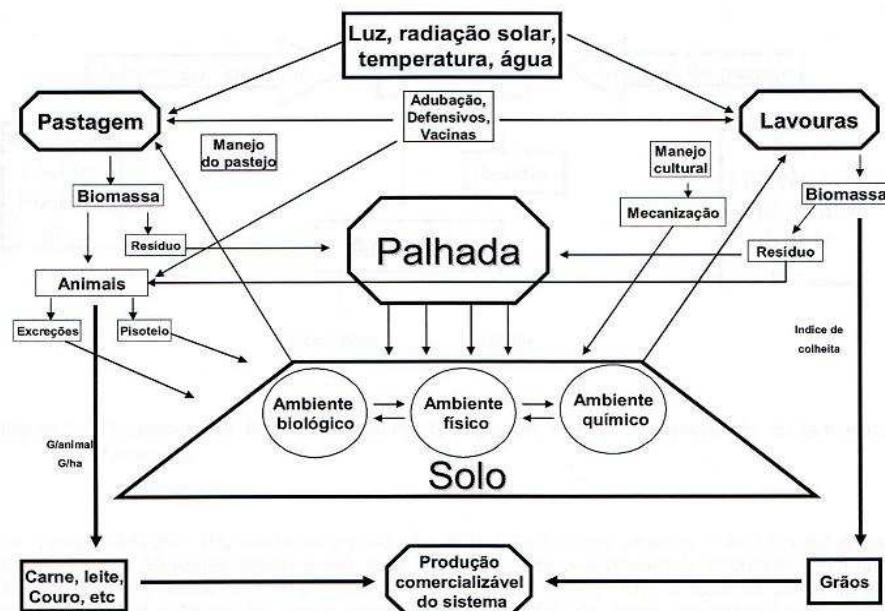 Luz, radiação solar,
temperatura, água
Pastagem
Adubação,
Defensivos,
Vacinas
Lavouras
Manejo
do pastejo
Manejo
cultural
Biomassa
Mecanização
Biomassa
Resíduo
Palhada
Resíduo
Animais
Excreções
Pisoteio
Indice de
colheita
Ambiente
biológico
Ambiente
físico
Ambiente
químico
G/animal
G/ha
Solo
Carne, leite,
Couro, etc
Produção
comercializável
do sistema
Grãos